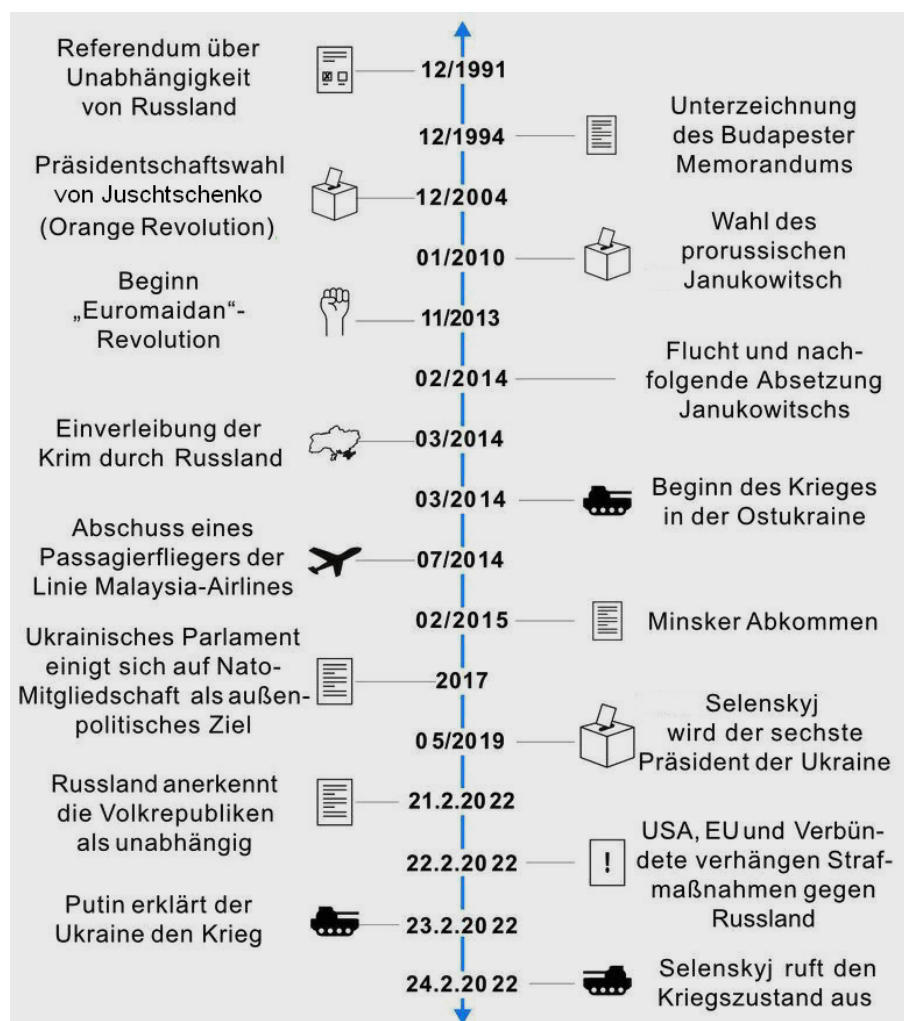 Referendum über
Unabhängigkeit
von Russland
12/1991
Unterzeichnung
des Budapester
Memorandums
12/1994
Präsidentschaftswahl
von Juschtschenko
(Orange Revolution)
12/2004
Wahl des
prorussischen
Janukowitsch
01/2010
Beginn
„Euromaidan“-
Revolution
11/2013
Flucht und nach-
folgende Absetzung
Janukowitschs
02/2014
Einverleibung der
Krim durch Russland
03/2014
Beginn des Krieges
in der Ostukraine
03/2014
Abschuss eines
Passagierfliegers der
Linie Malaysia-Airlines
07/2014
02/2015
Minsker Abkommen
Ukrainisches Parlament
einigt sich auf Nato-
Mitgliedschaft als außen-
politisches Ziel
2017
Selenskyj
wird der sechste
Präsident der Ukraine
05/2019
Russland anerkennt
die Volkrepubliken
als unabhängig
21.2.2022
USA, EU und Verbün-
dete verhängen Straf-
maßnahmen gegen
Russland
22.2.2022
Putin erklärt der
Ukraine den Krieg
23.2.2022
Selenskyj ruft den
Kriegszustand aus
24.2.2022